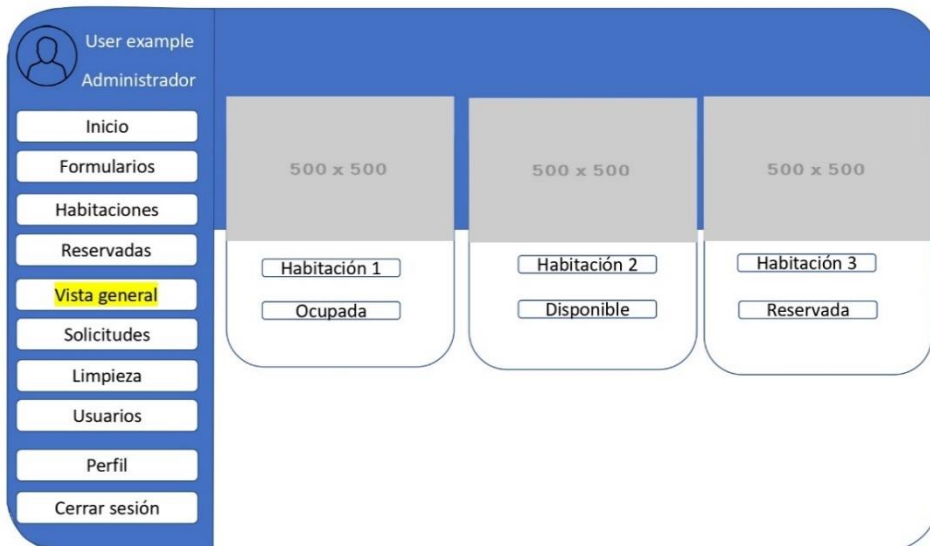 User example
Administrador
Inicio
Formularios
Habitaciones
Reservadas
Vista general
Solicitudes
Limpieza
Usuarios
Perfil
Cerrar sesión
500 x 500
Habitación 1
Ocupada
500 x 500
Habitación 2
Disponible
500 x 500
Habitación 3
Reservada